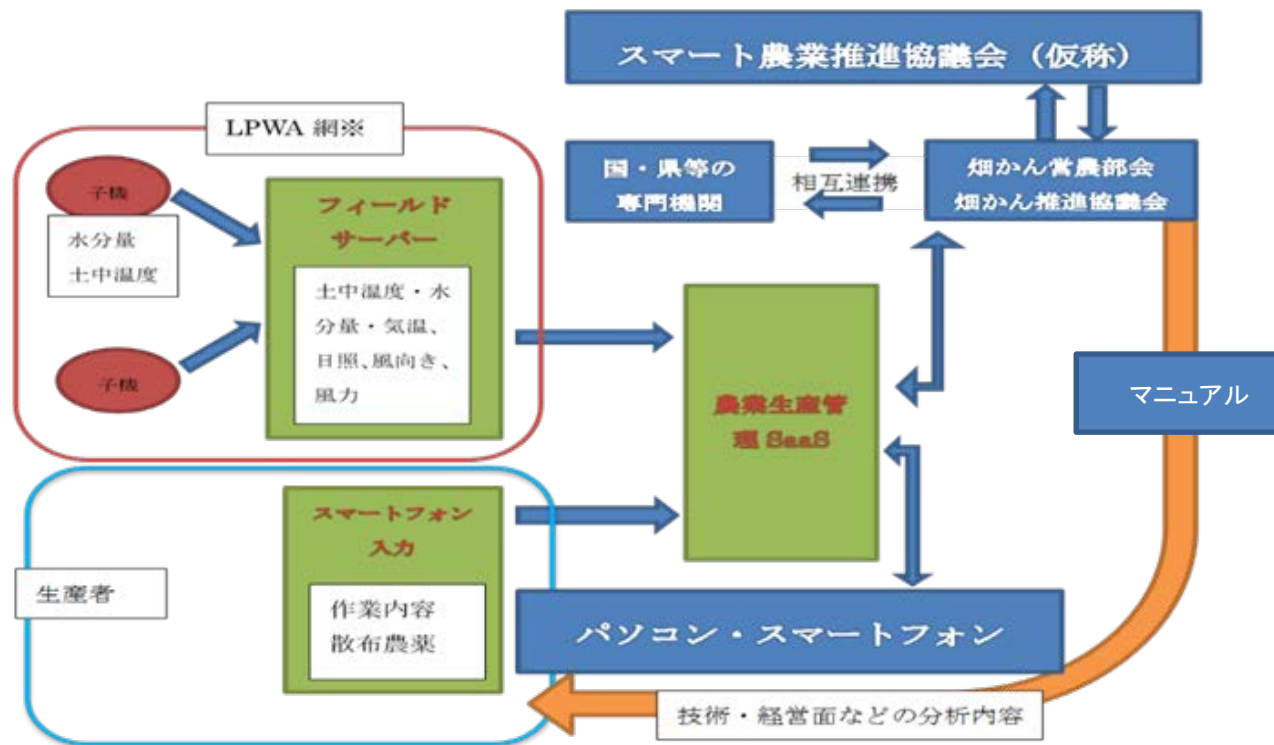 スマート農業推進協議会（仮称）
LPWA 網※
子機
水分量
土中温度
子機
フィールド
サーバー
土中温度・水
分量・気温、
日照、風向き、
風力
国・県等の
専門機関
相互連携
畑かん営農部会
畑かん推進協議会
農業生産管
理 SaaS
マニュアル
生産者
スマートフォン
入力
作業内容
散布農薬
パソコン・スマートフォン
技術・経営面などの分析内容